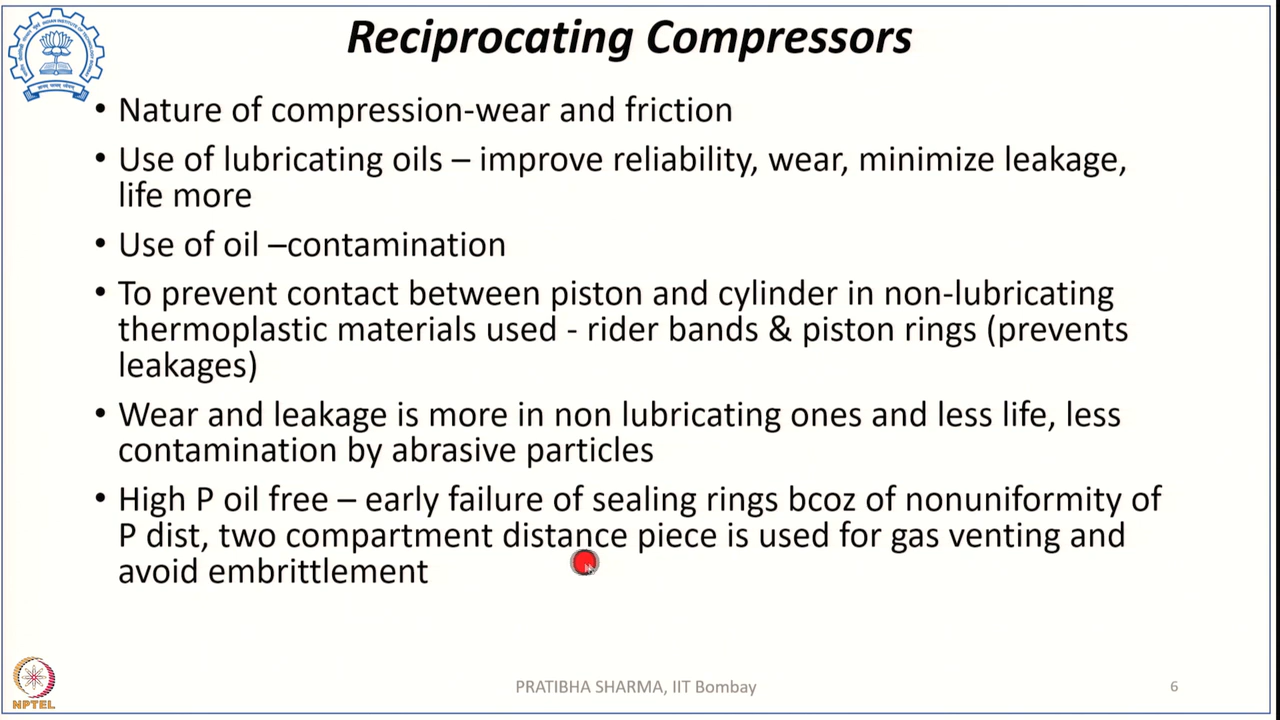 Reciprocating Compressors
• Nature of compression-wear and friction
• Use of lubricating oils – improve reliability, wear, minimize leakage,
life more
• Use of oil –contamination
• To prevent contact between piston and cylinder in non-lubricating
thermoplastic materials used - rider bands & piston rings (prevents
leakages)
• Wear and leakage is more in non lubricating ones and less life, less
contamination by abrasive particles
• High P oil free – early failure of sealing rings bcoz of nonuniformity of
P dist, two compartment distance piece is used for gas venting and
avoid embrittlement
NPTEL
PRATIBHA SHARMA, IIT Bombay
6